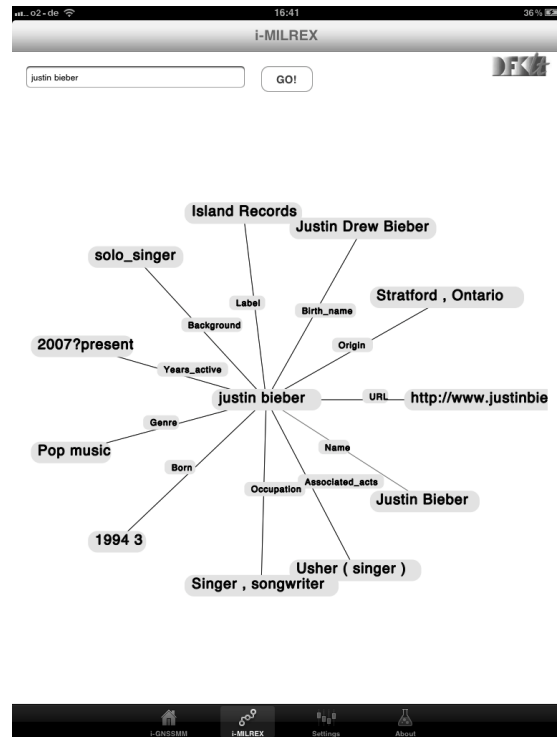 o2-de 16:41 36%
i-MILREX
justin bieber GO! DFKI
Island Records
Justin Drew Bieber
solo_singer
Stratford , Ontario
Label
Birth_name
Background
Origin
2007?present
Years_active
justin bieber URL http://www.justinbie
Genre
Name
Pop music
Born
Associated_acts
Occupation
Justin Bieber
1994 3
Usher ( singer )
Singer , songwriter
i-GNSSMM i-MILREX Settings About